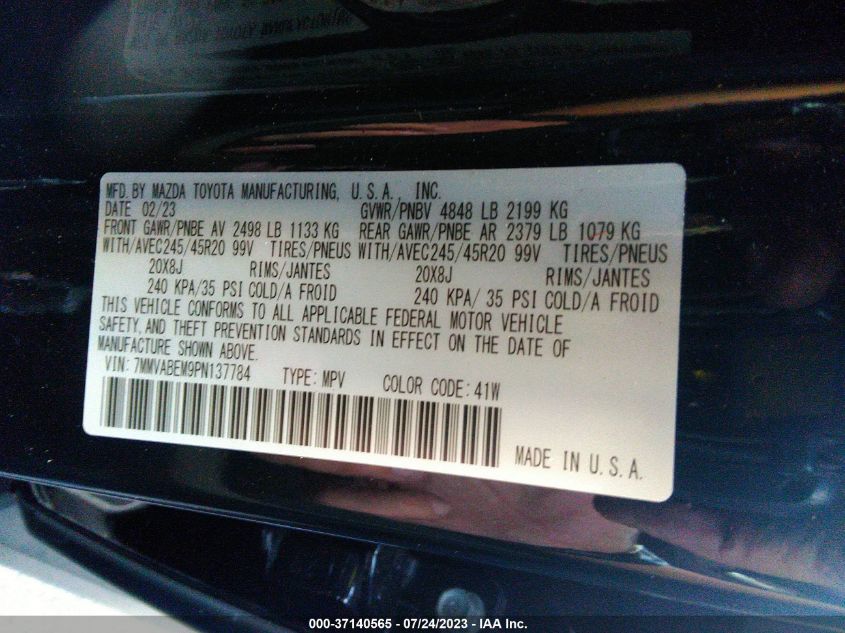 MFD. BY MAZDA TOYOTA MANUFACTURING, U.S.A., INC.
DATE 02/23 GVWR/PNBV 4848 LB 2199 KG
FRONT GAWR/PNBE AV 2498 LB 1133 KG REAR GAWR/PNBE AR 2379 LB 1079 KG
WITH/AVEC245/45R20 99V TIRES/PNEUS WITH/AVEC245/45R20 99V TIRES/PNEUS
20X8J RIMS/JANTES 20X8J RIMS/JANTES
240 KPA/35 PSI COLD/A FROID 240 KPA/ 35 PSI COLD/A FROID
THIS VEHICLE CONFORMS TO ALL APPLICABLE FEDERAL MOTOR VEHICLE
SAFETY, AND THEFT PREVENTION STANDARDS IN EFFECT ON THE DATE OF
MANUFACTURE SHOWN ABOVE.
VIN: 7MMVABEM9PN137784 TYPE: MPV COLOR CODE: 41W
MADE IN U.S.A.
000-37140565 - 07/24/2023 - IAA Inc.